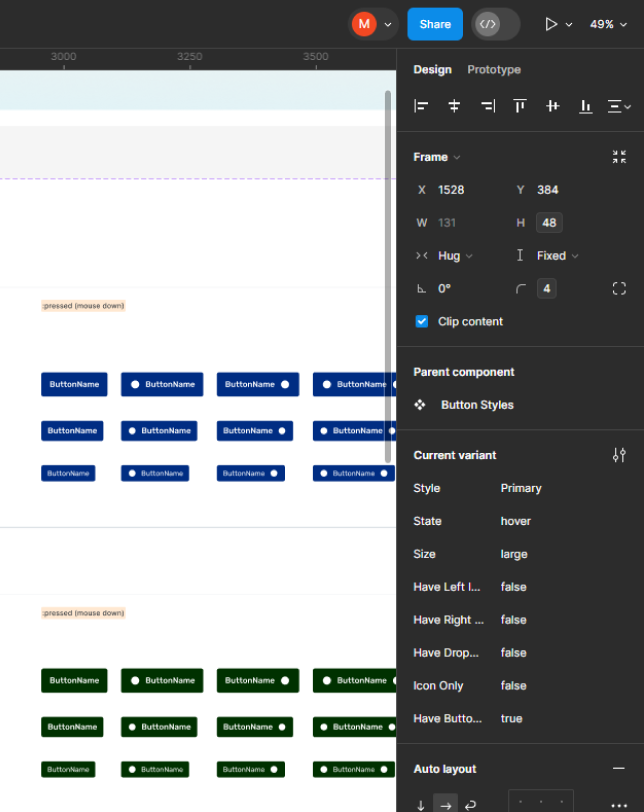 M Share </> 49%
3000 3250 3500
Design Prototype
Frame
X 1528 Y 384
W 131 H 48
Hug Fixed
0° 4
Clip content
:pressed (mouse down)
Parent component
ButtonName ButtonName ButtonName ButtonName
Button Styles
ButtonName ButtonName ButtonName ButtonName
Current variant
ButtonName ButtonName ButtonName ButtonName
Style Primary
State hover
Size large
Have Left I... false
:pressed (mouse down)
Have Right ... false
Have Drop... false
ButtonName ButtonName ButtonName ButtonName
Icon Only false
ButtonName ButtonName ButtonName ButtonName
Have Butto... true
ButtonName ButtonName ButtonName ButtonName
Auto layout